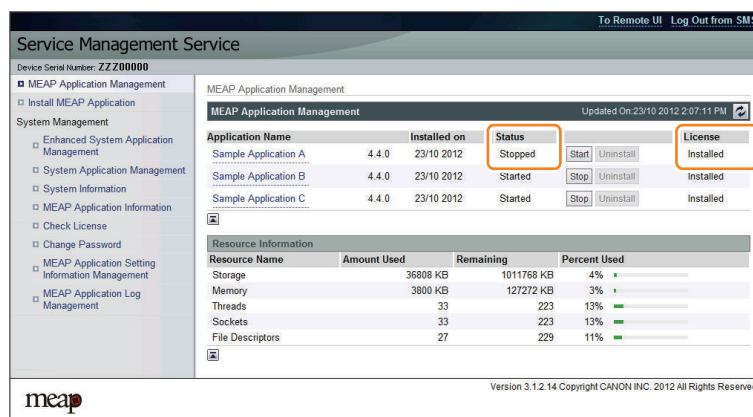 To Remote UI Log Out from SMS
Service Management Service
Device Serial Number: ZZZ00000
MEAP Application Management
Install MEAP Application
System Management
Enhanced System Application
Management
System Application Management
System Information
MEAP Application Information
Check License
Change Password
MEAP Application Setting
Information Management
MEAP Application Log
Management
MEAP Application Management
MEAP Application Management Updated On:23/10 2012 2:07:11 PM
Application Name Installed on Status License
Sample Application A 4.4.0 23/10 2012 Stopped Start Uninstall Installed
Sample Application B 4.4.0 23/10 2012 Started Stop Uninstall Installed
Sample Application C 4.4.0 23/10 2012 Started Stop Uninstall Installed
Resource Information
Resource Name Amount Used Remaining Percent Used
Storage 36808 KB 1011768 KB 4%
Memory 3800 KB 127272 KB 3%
Threads 33 223 13%
Sockets 33 223 13%
File Descriptors 27 229 11%
Version 3.1.2.14 Copyright CANON INC. 2012 All Rights Reserve
meap